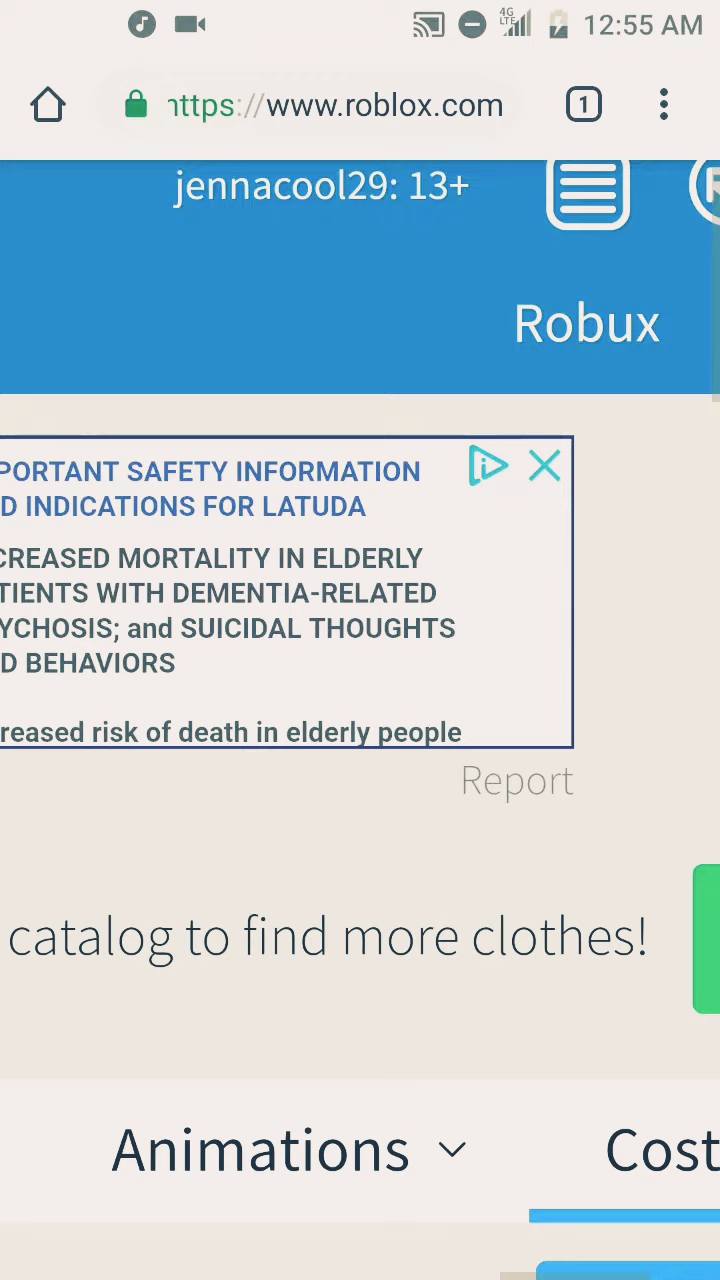 4G
LTE
12:55 AM
https://www.roblox.com
1
jennacool29: 13+
Robux
PORTANT SAFETY INFORMATION
D INDICATIONS FOR LATUDA
CREASED MORTALITY IN ELDERLY
TIENTS WITH DEMENTIA-RELATED
YCHOSIS; and SUICIDAL THOUGHTS
D BEHAVIORS
reased risk of death in elderly people
Report
catalog to find more clothes!
Animations
Cost